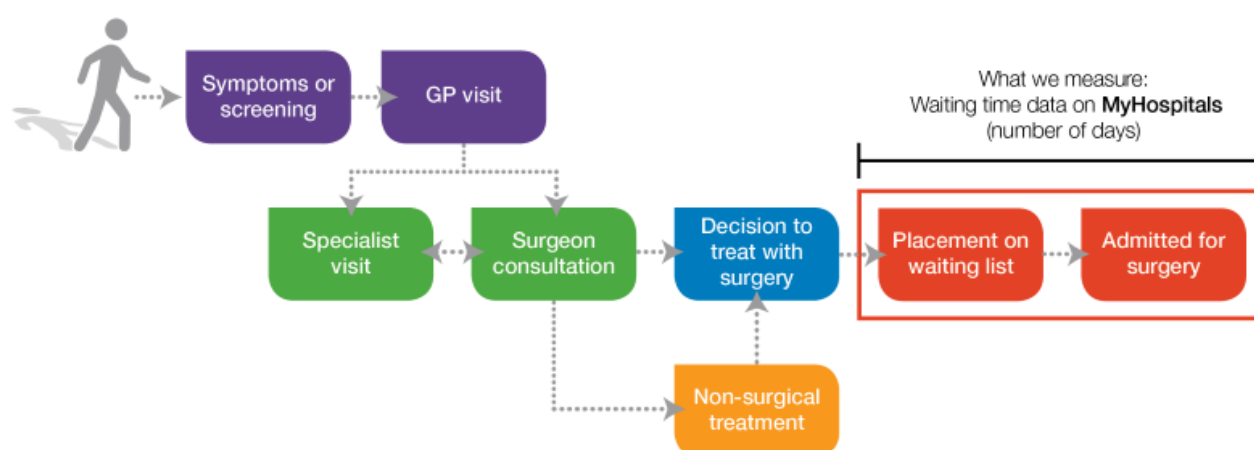 Symptoms or
screening
GP visit
What we measure:
Waiting time data on MyHospitals
(number of days)
Specialist
visit
Surgeon
consultation
Decision to
treat with
surgery
Placement on
waiting list
Admitted for
surgery
Non-surgical
treatment